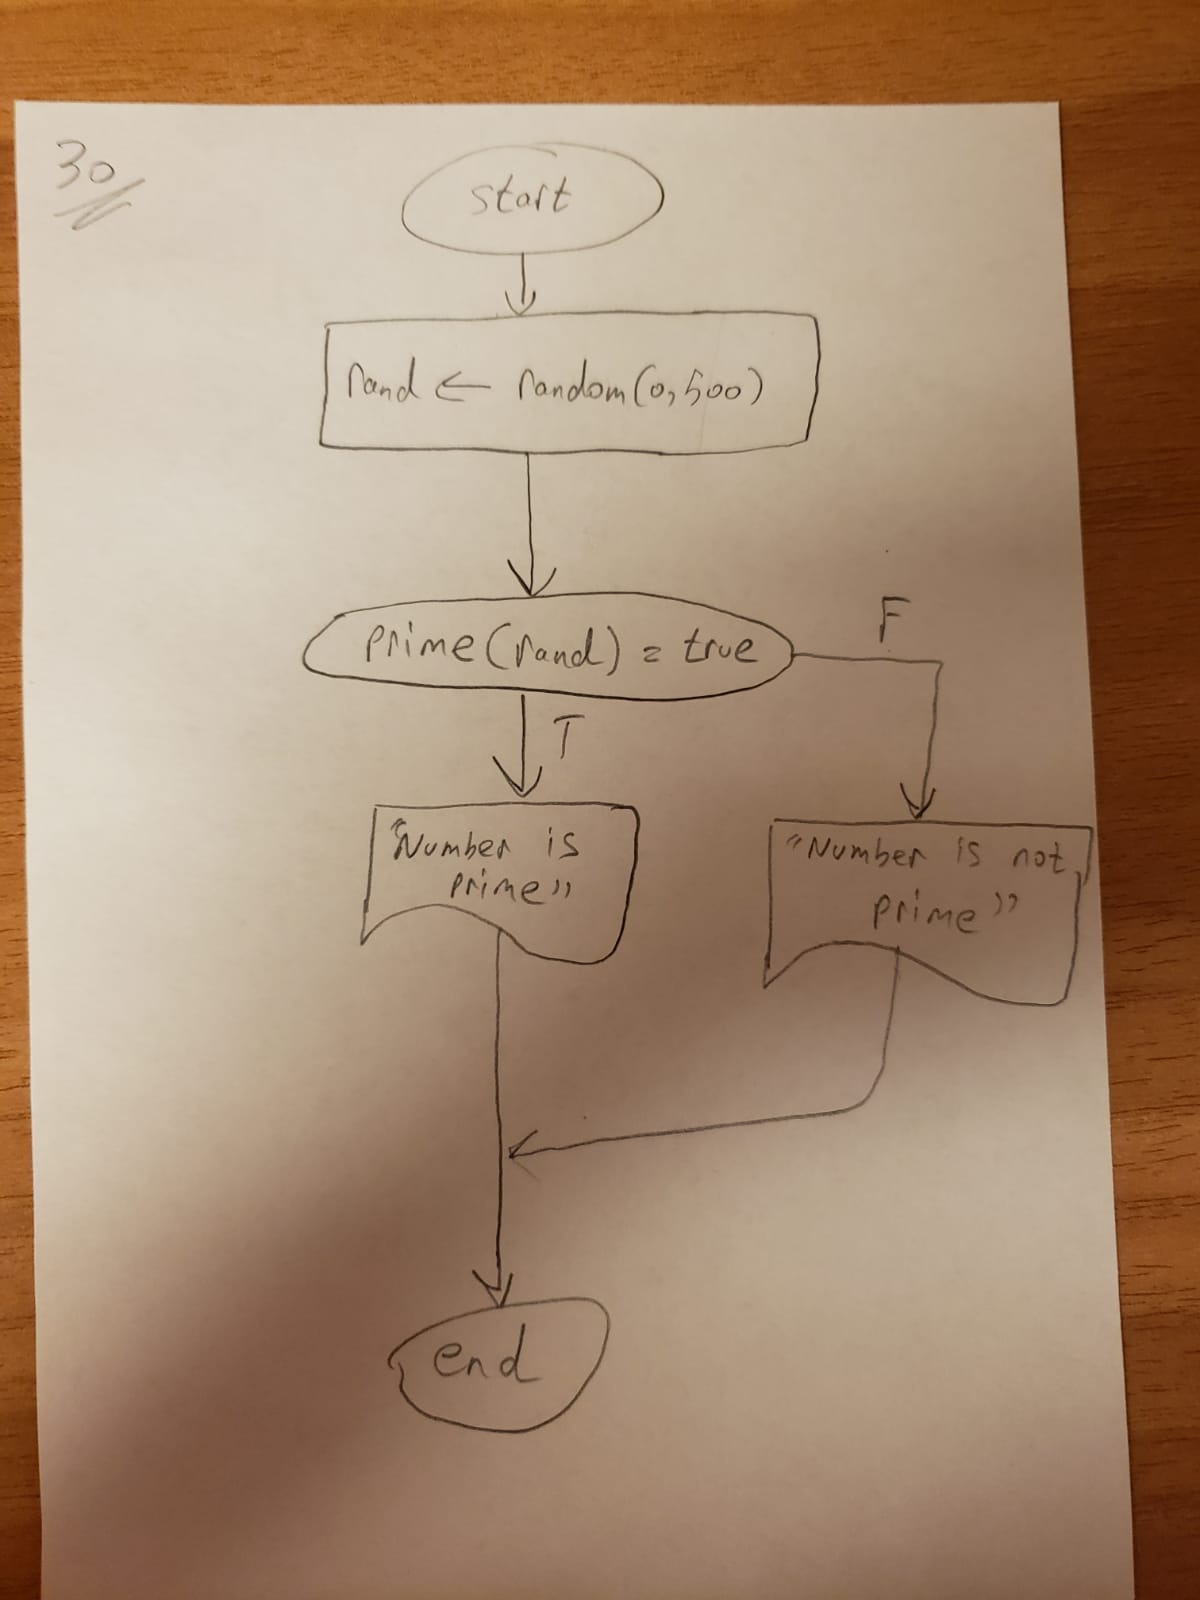 30
start
rand ← random(0,500)
prime(rand) = true
F
T
"Number is
prime"
"Number is not
prime"
end